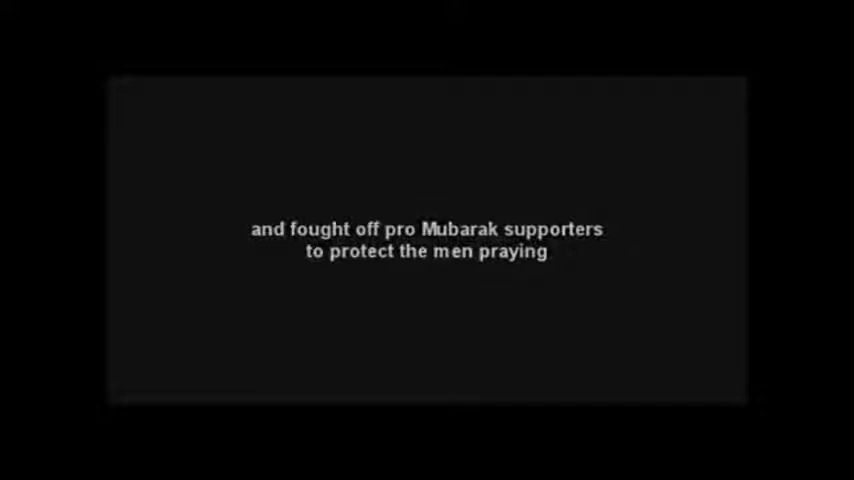 and fought off pro Mubarak supporters
to protect the men praying